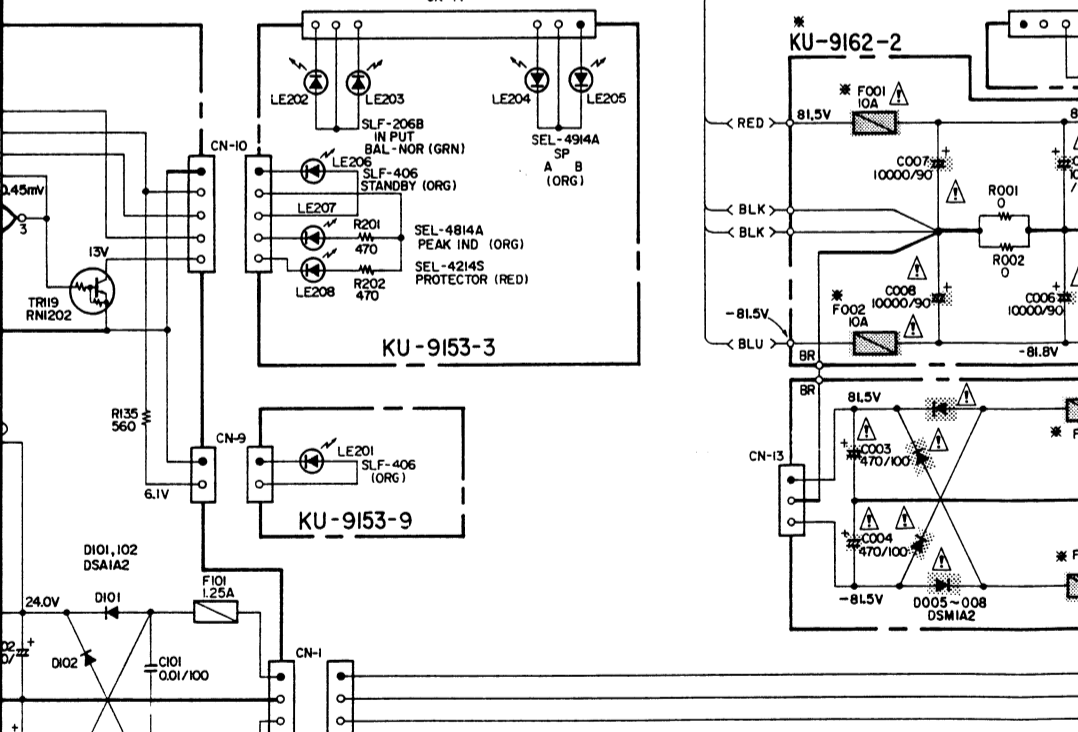 LE202
LE203
SLF-206B
IN PUT
BAL-NOR (GRN)
LE204
LE205
SEL-4914A
SP
A B
(ORG)
CN-10
LE206
SLF-406
STANDBY (ORG)
LE207
R201
470
SEL-4814A
PEAK IND (ORG)
LE208
R202
470
SEL-4214S
PROTECTOR (RED)
KU-9153-3
0.45mV
3
13V
TR119
RN1202
R135
560
CN-9
6.1V
LE201
SLF-406
(ORG)
KU-9153-9
D101, 102
DSA1A2
24.0V
D101
F101
1.25A
D102
C101
0.01/100
CN-1
※
KU-9162-2
※ F001
10A
81.5V
RED
C007
10000/90
BLK
BLK
R001
0
R002
0
C008
10000/90
C006
10000/90
※
F002
10A
-81.5V
BLU
-81.8V
BR
BR
81.5V
CN-13
C003
470/100
C004
470/100
-81.5V
D005~008
DSM1A2
※ F
※ F